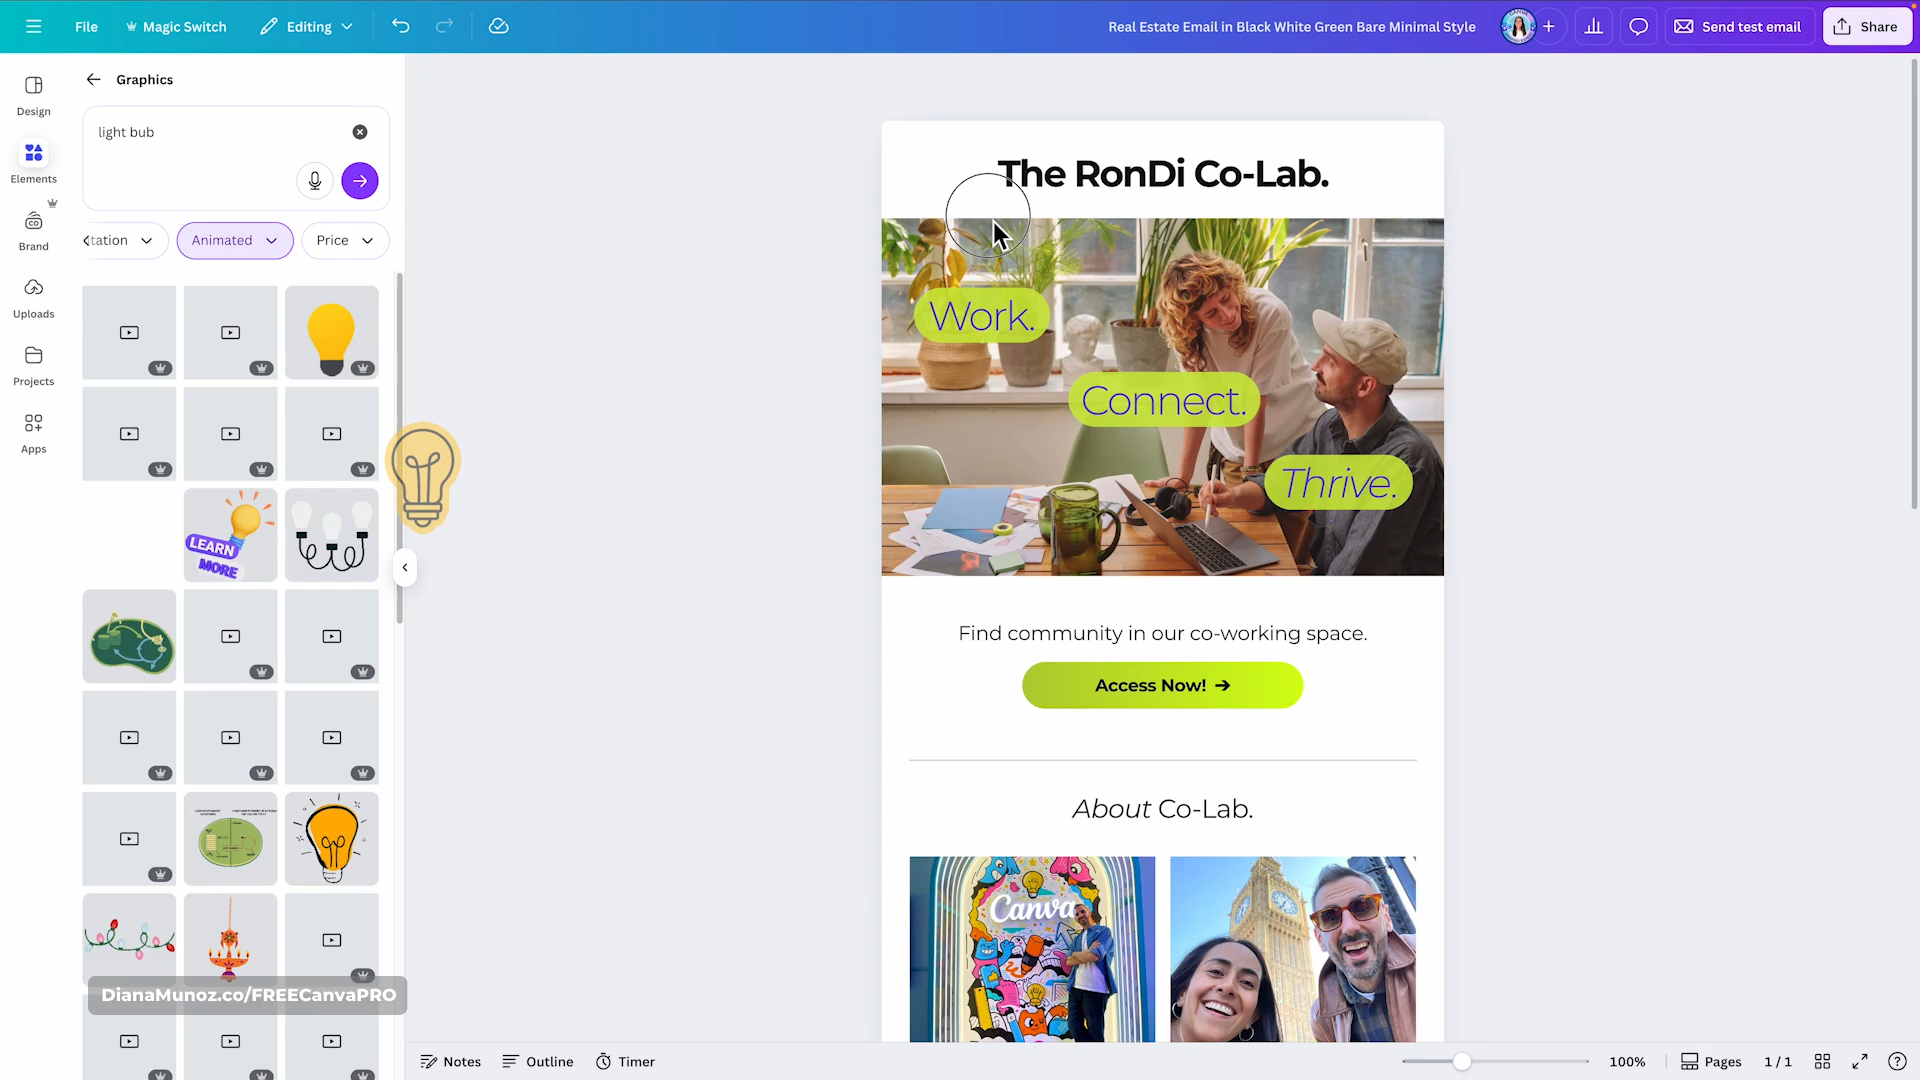 File
Magic Switch
Editing
Real Estate Email in Black White Green Bare Minimal Style
Send test email
Share
Design
Elements
Brand
Uploads
Projects
Apps
Graphics
light bub
tation
Animated
Price
LEARN
MORE
DianaMunoz.co/FREECanvaPRO
The RonDi Co-Lab.
Work.
Connect.
Thrive.
Find community in our co-working space.
Access Now! →
About Co-Lab.
Canva
Notes
Outline
Timer
100%
Pages
1 / 1